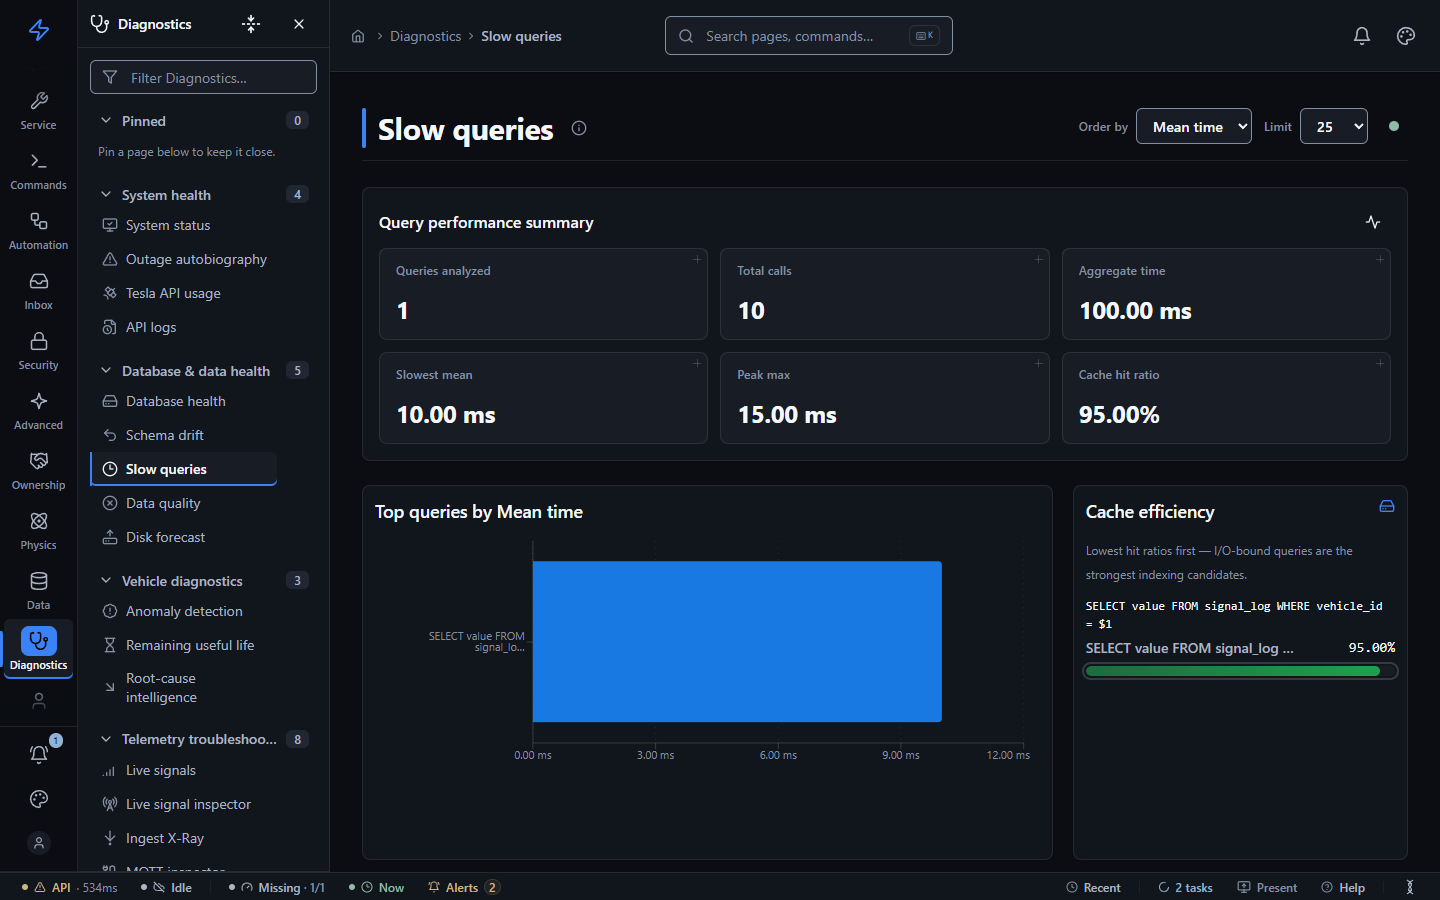 Diagnostics
Diagnostics
Slow queries
Search pages, commands...
K
Service
Commands
Automation
Inbox
Security
Advanced
Ownership
Physics
Data
Diagnostics
1
Filter Diagnostics...
Pinned
0
Pin a page below to keep it close.
System health
4
System status
Outage autobiography
Tesla API usage
API logs
Database & data health
5
Database health
Schema drift
Slow queries
Data quality
Disk forecast
Vehicle diagnostics
3
Anomaly detection
Remaining useful life
Root-cause
intelligence
Telemetry troubleshoo...
8
Live signals
Live signal inspector
Ingest X-Ray
Slow queries
Order by
Mean time
Limit
25
Query performance summary
Queries analyzed
1
Total calls
10
Aggregate time
100.00 ms
Slowest mean
10.00 ms
Peak max
15.00 ms
Cache hit ratio
95.00%
Top queries by Mean time
SELECT value FROM
signal_lo...
0.00 ms
3.00 ms
6.00 ms
9.00 ms
12.00 ms
Cache efficiency
Lowest hit ratios first — I/O-bound queries are the
strongest indexing candidates.
SELECT value FROM signal_log WHERE vehicle_id
= $1
SELECT value FROM signal_log ...
95.00%
API · 534ms
Idle
Missing · 1/1
Now
Alerts
2
Recent
2 tasks
Present
Help